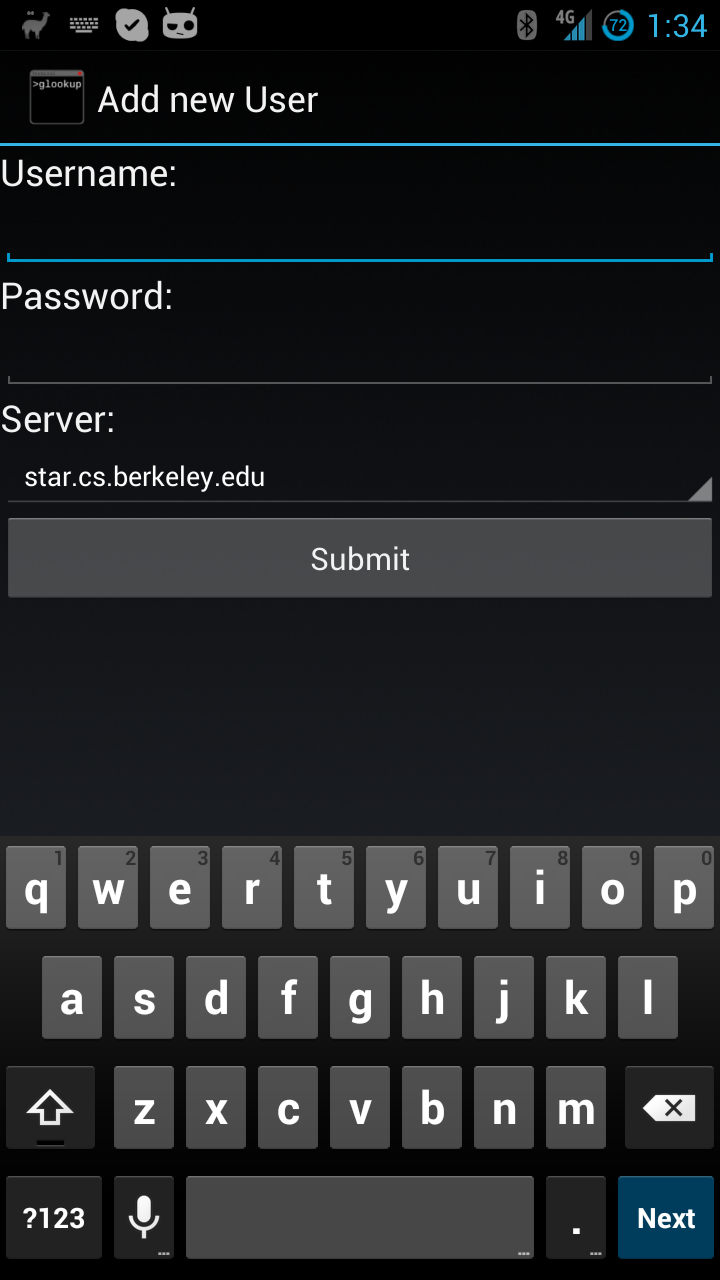 4G 72 1:34
>glookup
Add new User
Username:
Password:
Server:
star.cs.berkeley.edu
Submit
1 2 3 4 5 6 7 8 9 0
q w e r t y u i o p
a s d f g h j k l
z x c v b n m
?123 . Next